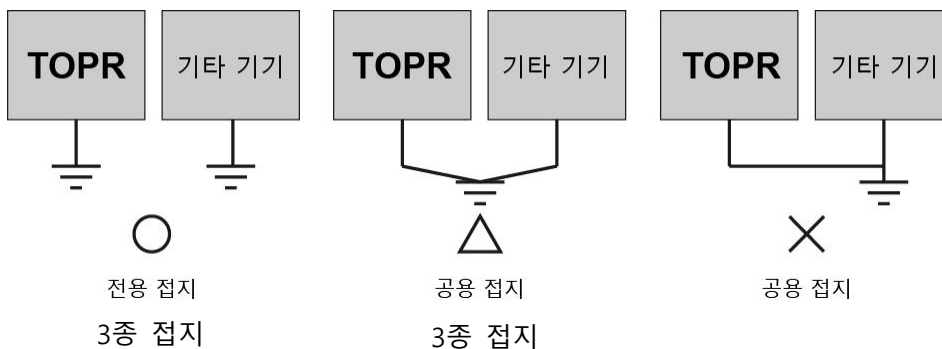 TOPR 기타 기기 TOPR 기타 기기 TOPR 기타 기기
전용 접지 공용 접지 공용 접지
3종 접지 3종 접지